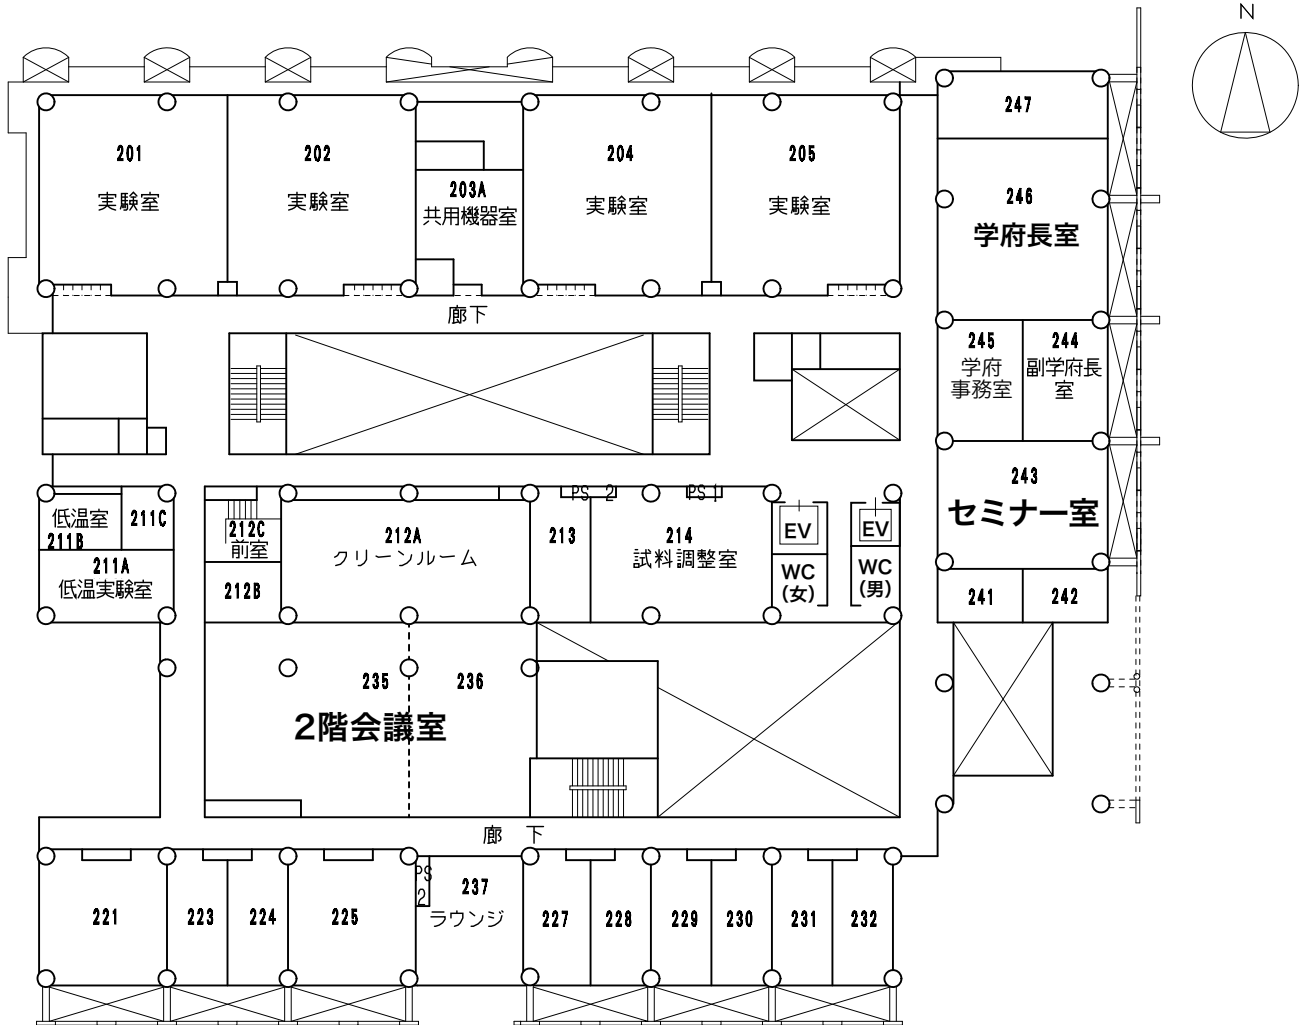 N
247
201
実験室
202
実験室
203A
共用機器室
204
実験室
205
実験室
246
学府長室
廊下
245
学府
事務室
244
副学府長
室
243
セミナー室
低温室
211B
211C
211A
低温実験室
212C
前室
212B
212A
クリーンルーム
213
PS 2
PS 1
214
試料調整室
EV
WC
(女)
EV
WC
(男)
241
242
235
236
2階会議室
廊 下
221
223
224
225
PS
2
237
ラウンジ
227
228
229
230
231
232